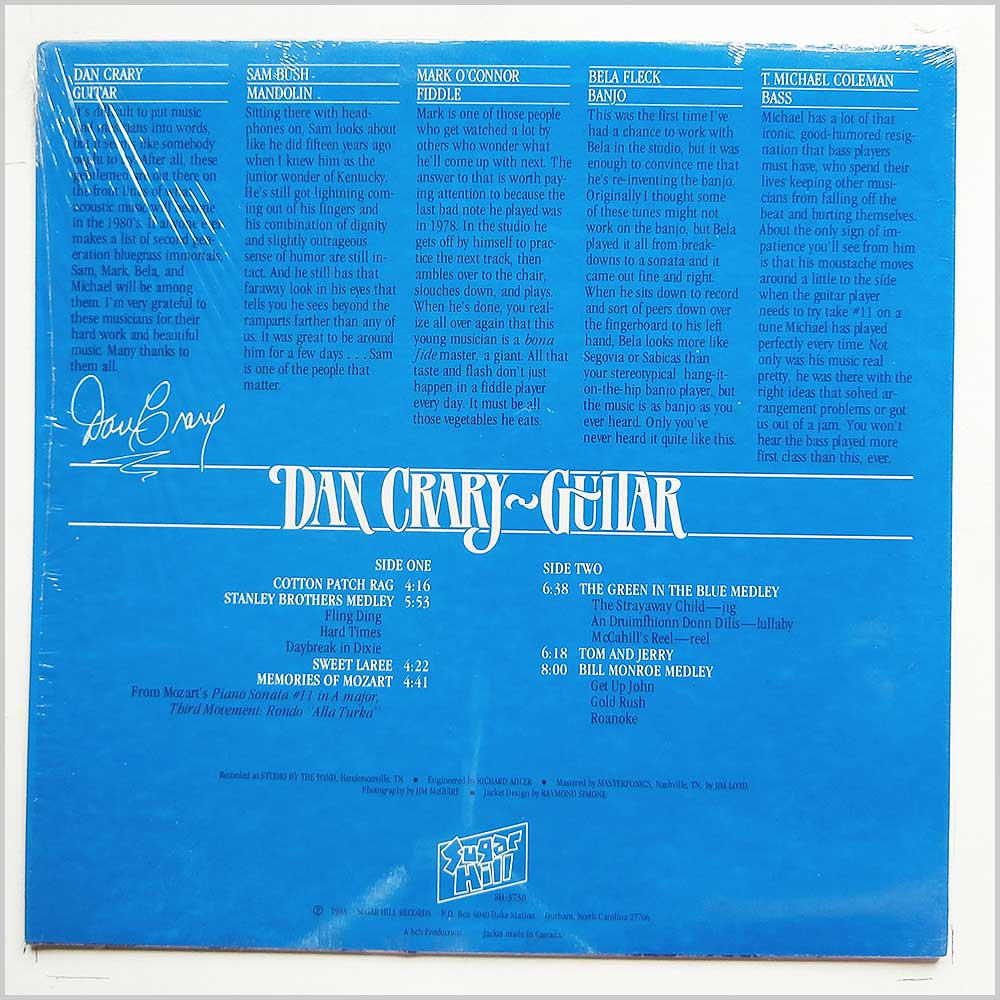 DAN CRARY
GUITAR
It's difficult to put music
and musicians into words,
but it seems like somebody
ought to try. After all, these
gentlemen are out there on
the front lines of what
acoustic music will become
in the 1980's. If anyone ever
makes a list of second gen-
eration bluegrass immortals,
Sam, Mark, Bela, and
Michael will be among
them. I'm very grateful to
these musicians for their
hard work and beautiful
music. Many thanks to
them all.
Dan Crary
SAM BUSH
MANDOLIN
Sitting there with head-
phones on, Sam looks about
like he did fifteen years ago
when I knew him as the
junior wonder of Kentucky.
He's still got lightning com-
ing out of his fingers and
his combination of dignity
and slightly outrageous
sense of humor are still in-
tact. And he still has that
faraway look in his eyes that
tells you he sees beyond the
ramparts farther than any of
us. It was great to be around
him for a few days . . . Sam
is one of the people that
matter.
MARK O'CONNOR
FIDDLE
Mark is one of those people
who get watched a lot by
others who wonder what
he'll come up with next. The
answer to that is worth pay-
ing attention to because the
last bad note he played was
in 1978. In the studio he
gets off by himself to prac-
tice the next track, then
ambles over to the chair,
slouches down, and plays.
When he's done, you real-
ize all over again that this
young musician is a bona
fide master, a giant. All that
taste and flash don't just
happen in a fiddle player
every day. It must be all
those vegetables he eats.
BELA FLECK
BANJO
This was the first time I've
had a chance to work with
Bela in the studio, but it was
enough to convince me that
he's re-inventing the banjo.
Originally I thought some
of these tunes might not
work on the banjo, but Bela
played it all from break-
downs to a sonata and it
came out fine and right.
When he sits down to record
and sort of peers down over
the fingerboard to his left
hand, Bela looks more like
Segovia or Sabicas than
your stereotypical hang-it-
on-the-hip banjo player, but
the music is as banjo as you
ever heard. Only you've
never heard it quite like this.
T. MICHAEL COLEMAN
BASS
Michael has a lot of that
ironic, good-humored resig-
nation that bass players
must have, who spend their
lives keeping other musi-
cians from falling off the
beat and hurting themselves.
About the only sign of im-
patience you'll see from him
is that his moustache moves
around a little to the side
when the guitar player
needs to try take #11 on a
tune Michael has played
perfectly every time. Not
only was his music real
pretty, he was there with the
right ideas that solved ar-
rangement problems or got
us out of a jam. You won't
hear the bass played more
first class than this, ever.
DAN CRARY~GUITAR
SIDE ONE
COTTON PATCH RAG 4:16
STANLEY BROTHERS MEDLEY 5:53
Fling Ding
Hard Times
Daybreak in Dixie
SWEET LAREE 4:22
MEMORIES OF MOZART 4:41
From Mozart's Piano Sonata #11 in A major,
Third Movement: Rondo "Alla Turka"
SIDE TWO
6:38 THE GREEN IN THE BLUE MEDLEY
The Strayaway Child—jig
An Druimfhionn Donn Dilis—lullaby
McCahill's Reel—reel
6:18 TOM AND JERRY
8:00 BILL MONROE MEDLEY
Get Up John
Gold Rush
Roanoke
Recorded at STUDIO BY THE POND, Hendersonville, TN • Engineered by RICHARD ADLER • Mastered by MASTERFONICS, Nashville, TN, by JIM LOYD
Photography by JIM McGUIRE • Jacket Design by RAYMOND SIMONE
Sugar
Hill
SH-3730
℗ 1983 SUGAR HILL RECORDS P.O. Box 4040 Duke Station Durham, North Carolina 27706
A bcb Production Jacket made in Canada.